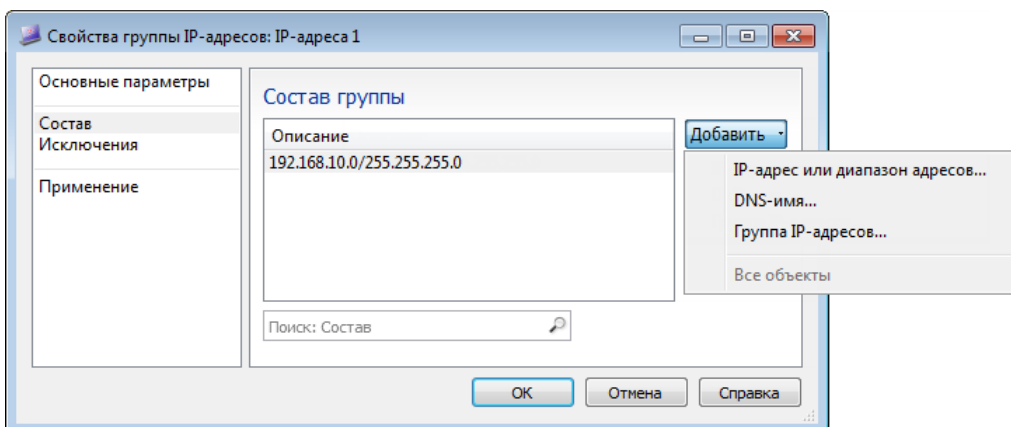 Свойства группы IP-адресов: IP-адреса 1
Основные параметры
Состав
Исключения
Применение
Состав группы
Описание
192.168.10.0/255.255.255.0
Поиск: Состав
Добавить
IP-адрес или диапазон адресов...
DNS-имя...
Группа IP-адресов...
Все объекты
ОК
Отмена
Справка